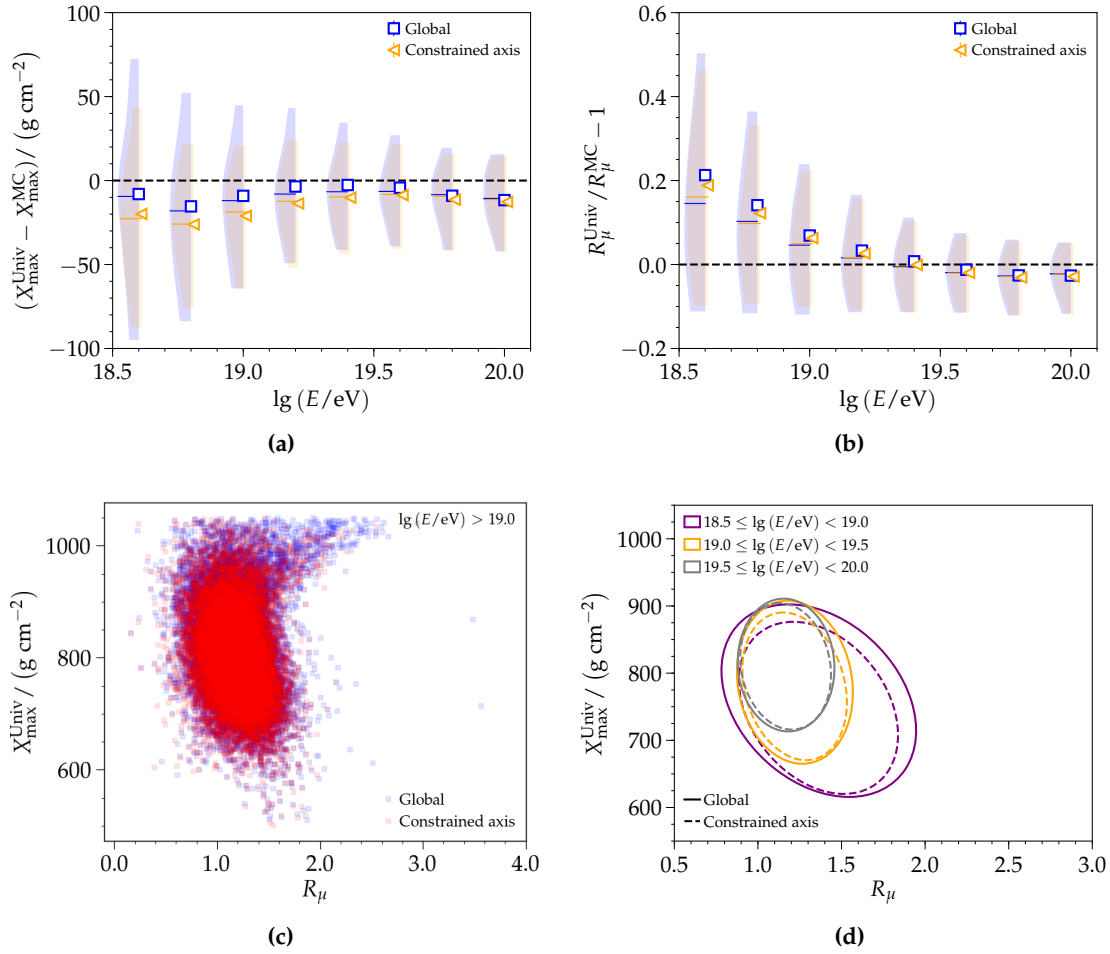 100
50
0
−50
−100
(X_max^Univ − X_max^MC)/ (g cm⁻²)
Global
Constrained axis
18.5
19.0
19.5
20.0
lg (E/eV)
(a)
0.6
0.4
0.2
0.0
−0.2
R_μ^Univ/R_μ^MC − 1
Global
Constrained axis
18.5
19.0
19.5
20.0
lg (E/eV)
(b)
1000
800
600
X_max^Univ / (g cm⁻²)
lg (E/eV) > 19.0
Global
Constrained axis
0.0
1.0
2.0
3.0
4.0
R_μ
(c)
1000
900
800
700
600
X_max^Univ / (g cm⁻²)
18.5 ≤ lg (E/eV) < 19.0
19.0 ≤ lg (E/eV) < 19.5
19.5 ≤ lg (E/eV) < 20.0
Global
Constrained axis
0.5
1.0
1.5
2.0
2.5
3.0
R_μ
(d)